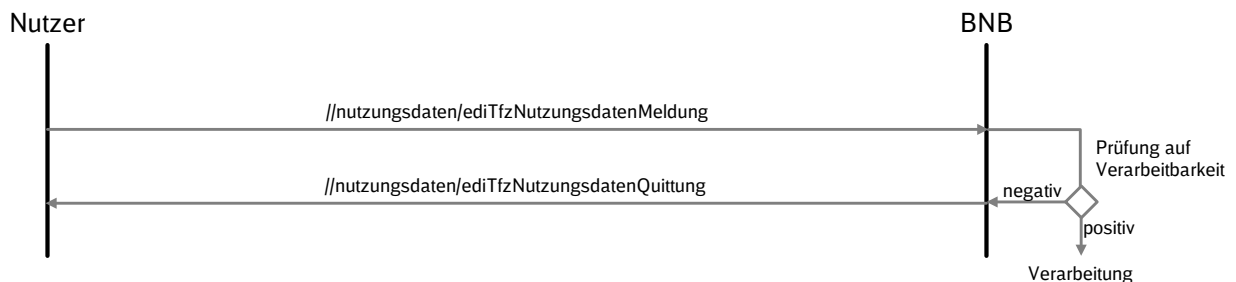 Nutzer
BNB
//nutzungsdaten/ediTfzNutzungsdatenMeldung
Prüfung auf
Verarbeitbarkeit
//nutzungsdaten/ediTfzNutzungsdatenQuittung
negativ
positiv
Verarbeitung